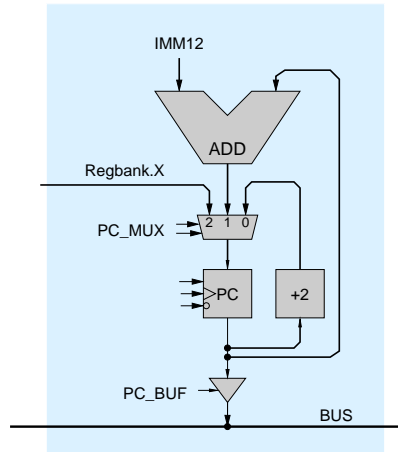 IMM12
ADD
Regbank.X
2 1 0
PC_MUX
PC
+2
PC_BUF
BUS